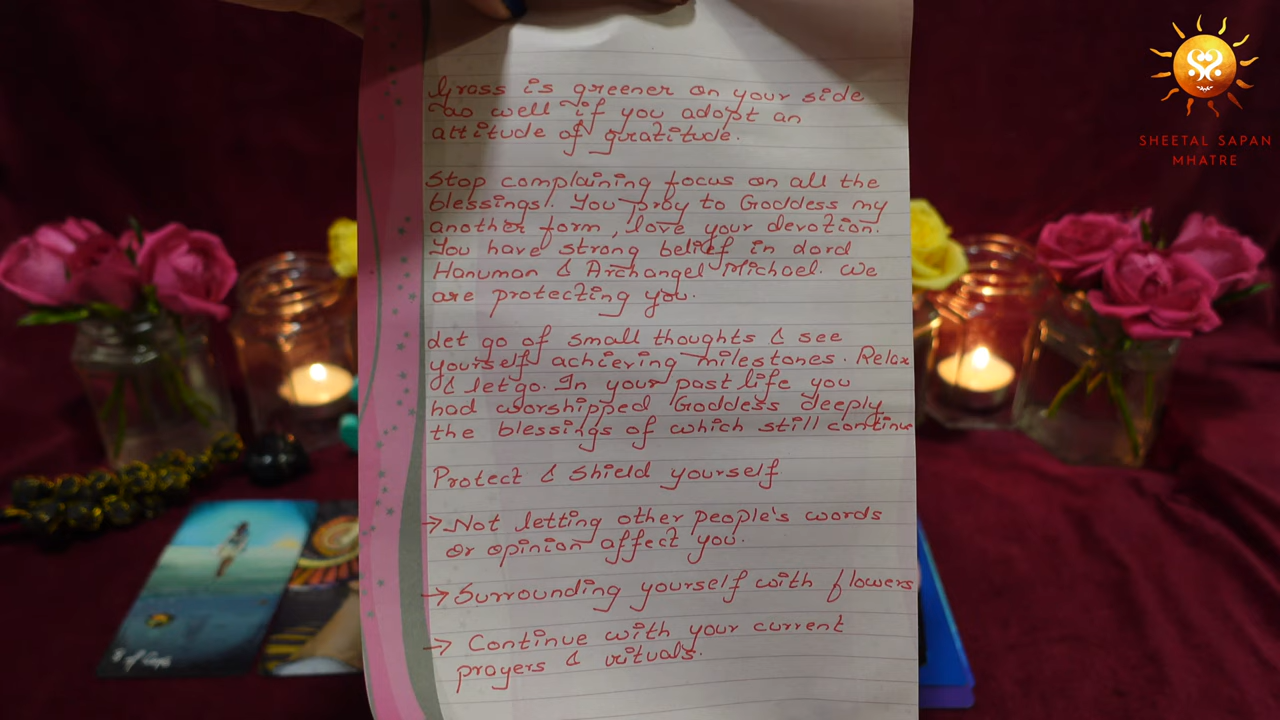 Grass is greener on your side
as well if you adopt an
attitude of gratitude.
Stop complaining focus on all the
blessings. You pray to Goddess my
another form, love your devotion.
You have strong belief in Lord
Hanuman & Archangel Michael. We
are protecting you.
Let go of small thoughts & see
yourself achieving milestones. Relax
& let go. In your past life you
had worshipped Goddess deeply
the blessings of which still continue
Protect & Shield yourself
→ Not letting other people's words
or opinion affect you.
→ Surrounding yourself with flowers
→ Continue with your current
prayers & rituals.
SHEETAL SAPAN
MHATRE